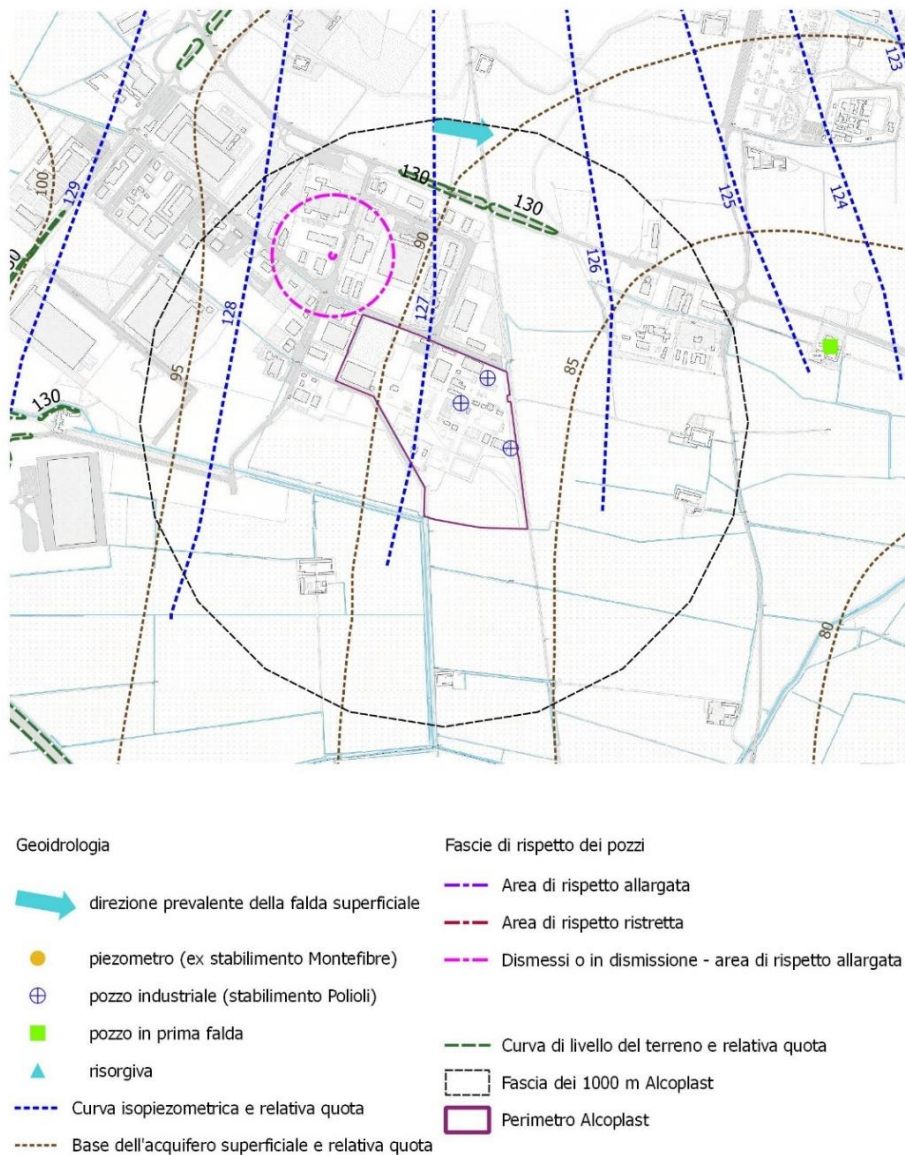 123
129
100
130
130
125
124
90
30
128
127
126
95
85
130
80
Geoidrologia
direzione prevalente della falda superficiale
piezometro (ex stabilimento Montefibre)
pozzo industriale (stabilimento Polioli)
pozzo in prima falda
risorgiva
Curva isopiezometrica e relativa quota
Base dell'acquifero superficiale e relativa quota
Fascie di rispetto dei pozzi
Area di rispetto allargata
Area di rispetto ristretta
Dismessi o in dismissione - area di rispetto allargata
Curva di livello del terreno e relativa quota
Fascia dei 1000 m Alcoplast
Perimetro Alcoplast